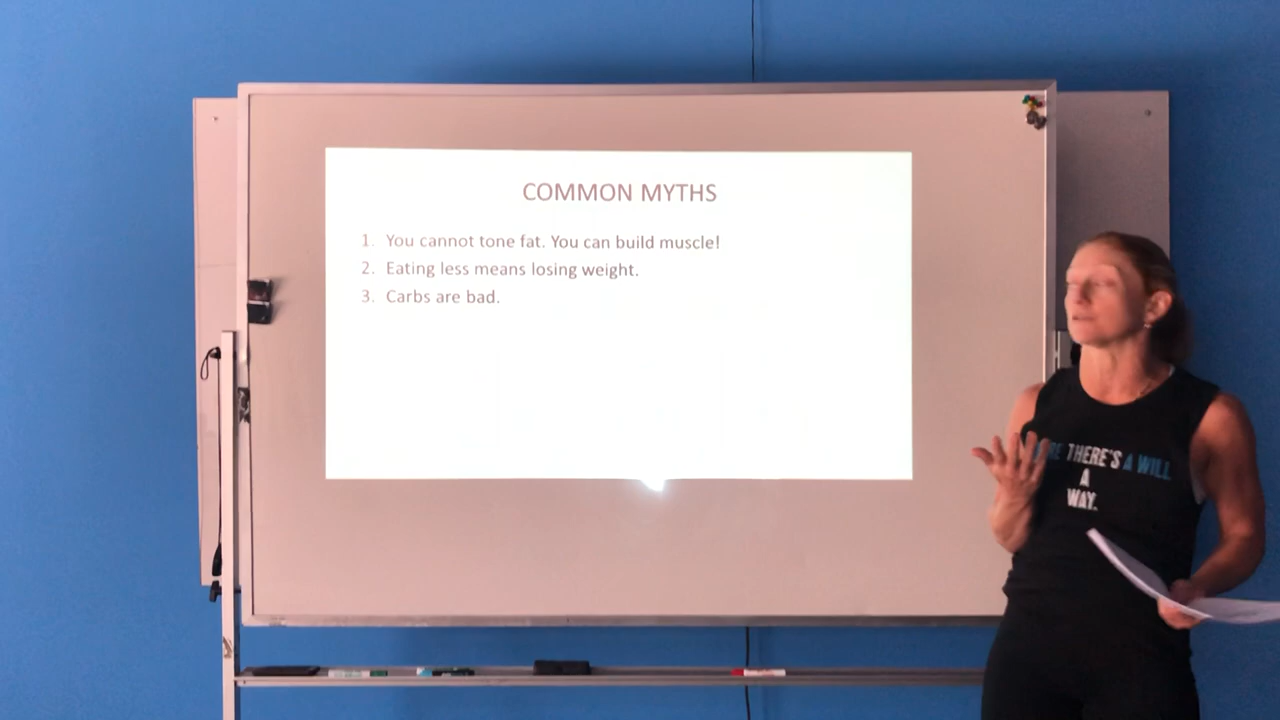 COMMON MYTHS
1. You cannot tone fat. You can build muscle!
2. Eating less means losing weight.
3. Carbs are bad.
THERE'S A WILL
A
WAY.